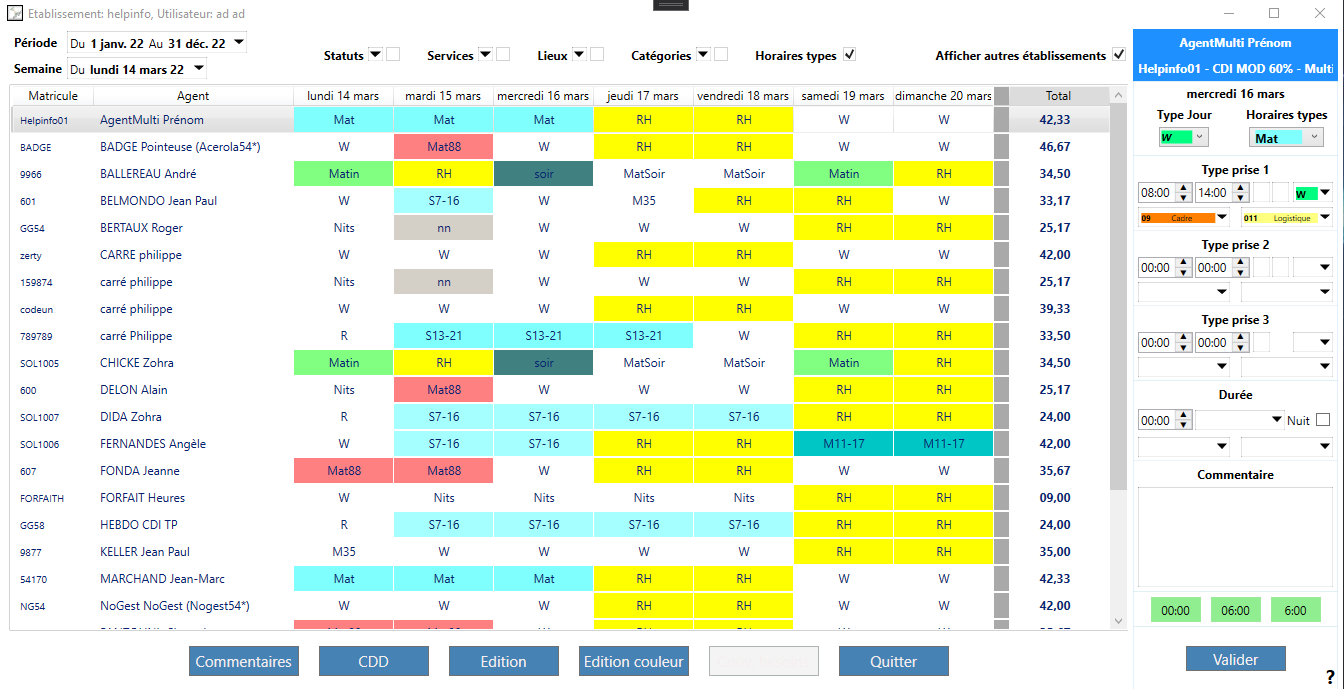 Etablissement: helpinfo, Utilisateur: ad ad
Période Du 1 janv. 22 Au 31 déc. 22
Semaine Du lundi 14 mars 22
Statuts Services Lieux Catégories Horaires types Afficher autres établissements
Matricule Agent lundi 14 mars mardi 15 mars mercredi 16 mars jeudi 17 mars vendredi 18 mars samedi 19 mars dimanche 20 mars Total
Helpinfo01 AgentMulti Prénom Mat Mat Mat RH RH W W 42,33
BADGE BADGE Pointeuse (Acerola54*) W Mat88 W RH RH W W 46,67
9966 BALLEREAU André Matin RH soir MatSoir MatSoir Matin RH 34,50
601 BELMONDO Jean Paul W S7-16 W M35 RH RH W 33,17
GG54 BERTAUX Roger Nits nn W W W RH RH 25,17
zerty CARRE philippe W W W RH RH W W 42,00
159874 carré philippe Nits nn W W W RH RH 25,17
codeun carré philippe W W W RH RH W W 39,33
789789 carré Philippe R S13-21 S13-21 S13-21 W RH RH 33,50
SOL1005 CHICKE Zohra Matin RH soir MatSoir MatSoir Matin RH 34,50
600 DELON Alain Nits Mat88 W W W RH RH 25,17
SOL1007 DIDA Zohra R S7-16 S7-16 S7-16 S7-16 RH RH 24,00
SOL1006 FERNANDES Angèle W S7-16 S7-16 RH RH M11-17 M11-17 42,00
607 FONDA Jeanne Mat88 Mat88 W RH RH W W 35,67
FORFAITH FORFAIT Heures W Nits Nits Nits Nits RH RH 09,00
GG58 HEBDO CDI TP R S7-16 S7-16 S7-16 S7-16 RH RH 24,00
9877 KELLER Jean Paul M35 W W W W RH RH 35,00
54170 MARCHAND Jean-Marc Mat Mat Mat RH RH W W 42,33
NG54 NoGest NoGest (Nogest54*) W W W RH RH W W 42,00
Commentaires CDD Edition Edition couleur Quitter
AgentMulti Prénom
Helpinfo01 - CDI MOD 60% - Multi
mercredi 16 mars
Type Jour Horaires types
W Mat
Type prise 1
08:00 14:00 W
09 Cadre 011 Logistique
Type prise 2
00:00 00:00
Type prise 3
00:00 00:00
Durée
00:00 Nuit
Commentaire
00:00 06:00 6:00
Valider
?